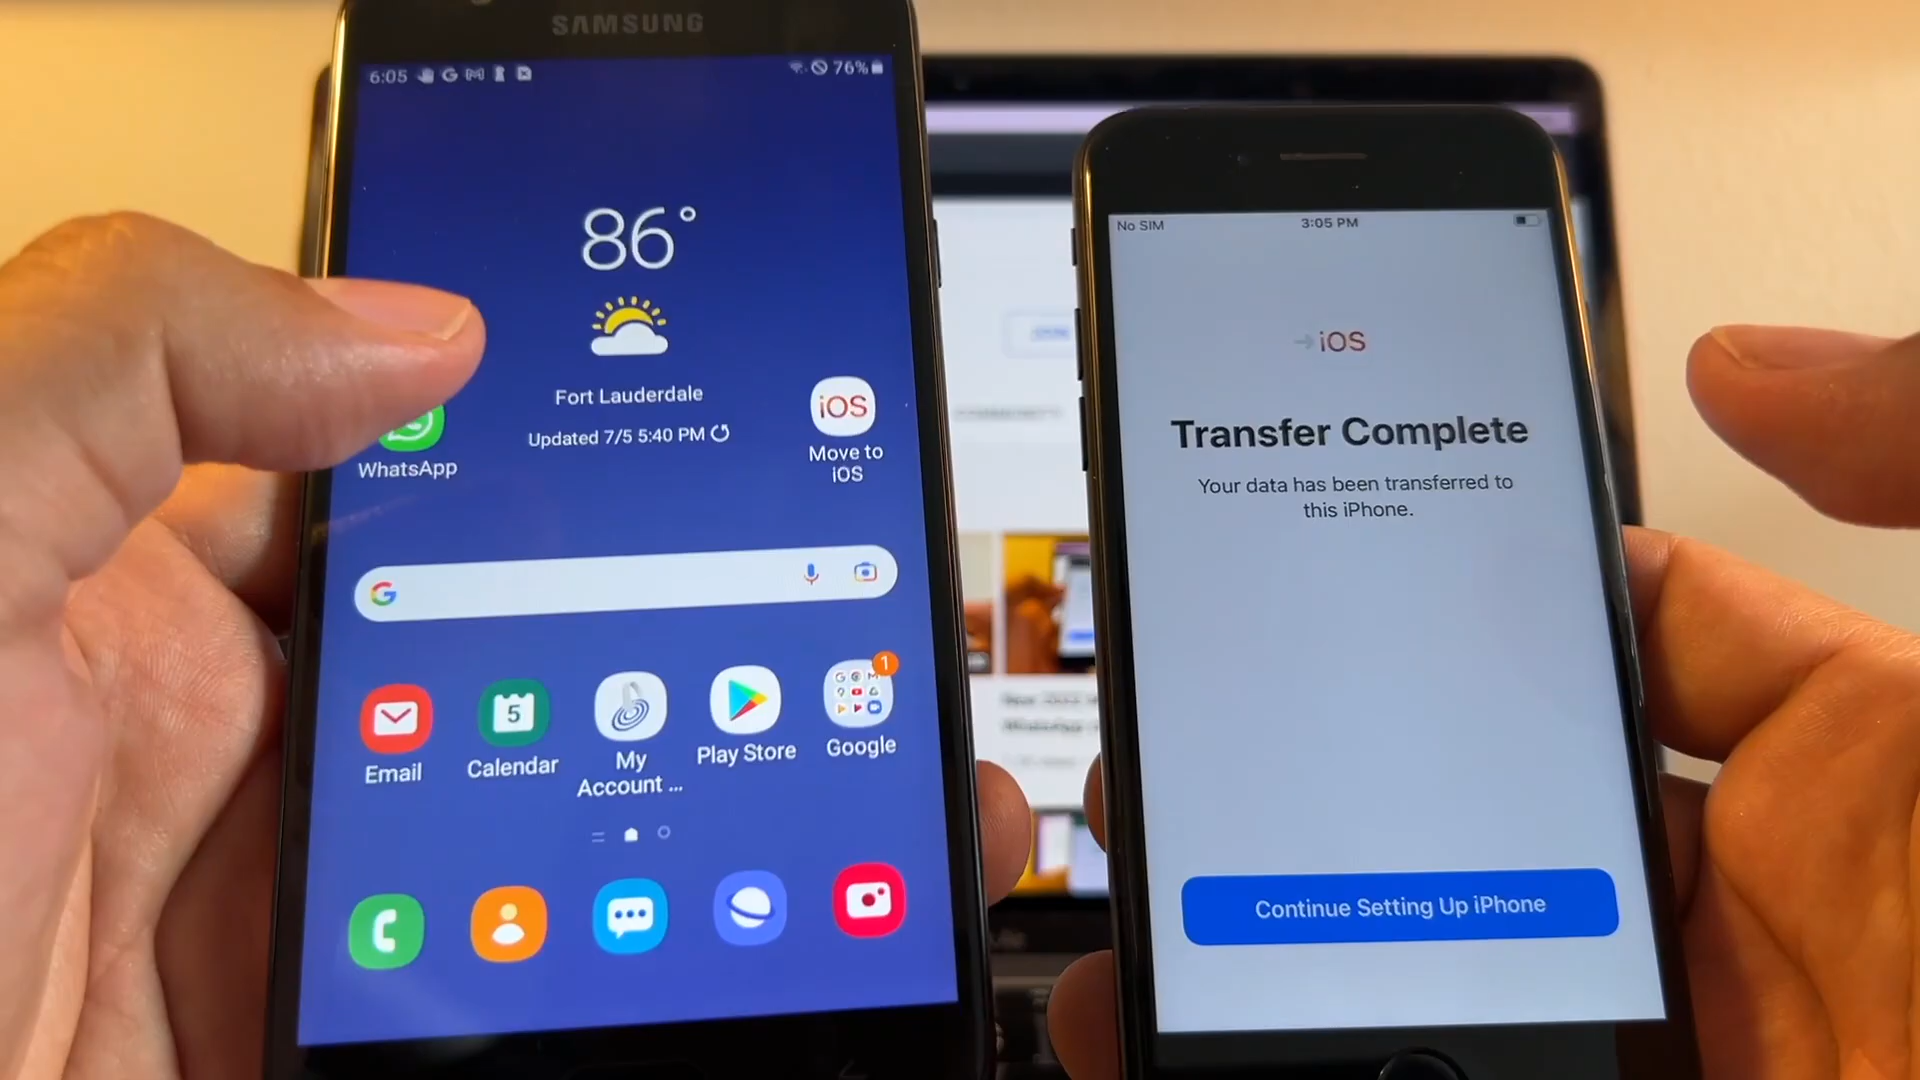 SAMSUNG
6:05
76%
86°
Fort Lauderdale
Updated 7/5 5:40 PM
WhatsApp
iOS
Move to
iOS
Email
5
Calendar
My
Account ...
Play Store
1
Google
No SIM
3:05 PM
iOS
Transfer Complete
Your data has been transferred to
this iPhone.
Continue Setting Up iPhone